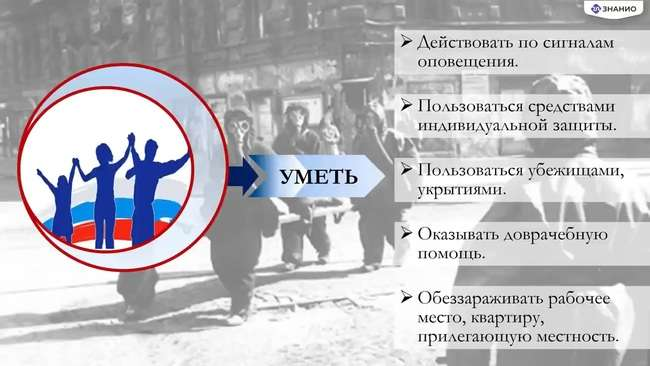 ЗНАНИО
Действовать по сигналам
оповещения.
Пользоваться средствами
индивидуальной защиты.
УМЕТЬ
Пользоваться убежищами,
укрытиями.
Оказывать доврачебную
помощь.
Обеззараживать рабочее
место, квартиру,
прилегающую местность.